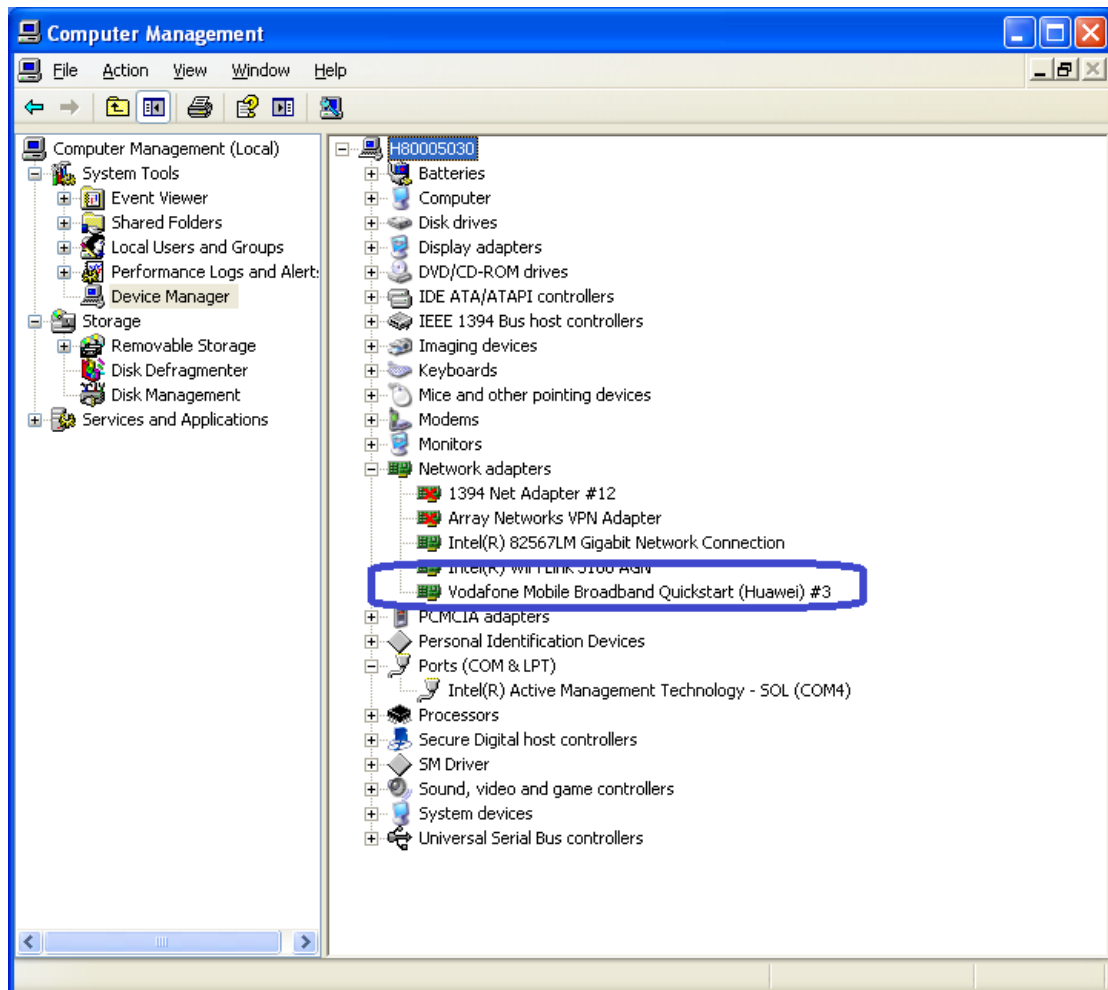 Computer Management
File Action View Window Help
Computer Management (Local)
System Tools
Event Viewer
Shared Folders
Local Users and Groups
Performance Logs and Alert
Device Manager
Storage
Removable Storage
Disk Defragmenter
Disk Management
Services and Applications
H80005030
Batteries
Computer
Disk drives
Display adapters
DVD/CD-ROM drives
IDE ATA/ATAPI controllers
IEEE 1394 Bus host controllers
Imaging devices
Keyboards
Mice and other pointing devices
Modems
Monitors
Network adapters
1394 Net Adapter #12
Array Networks VPN Adapter
Intel(R) 82567LM Gigabit Network Connection
Intel(R) WiFi Link 5100 AGN
Vodafone Mobile Broadband Quickstart (Huawei) #3
PCMCIA adapters
Personal Identification Devices
Ports (COM & LPT)
Intel(R) Active Management Technology - SOL (COM4)
Processors
Secure Digital host controllers
SM Driver
Sound, video and game controllers
System devices
Universal Serial Bus controllers